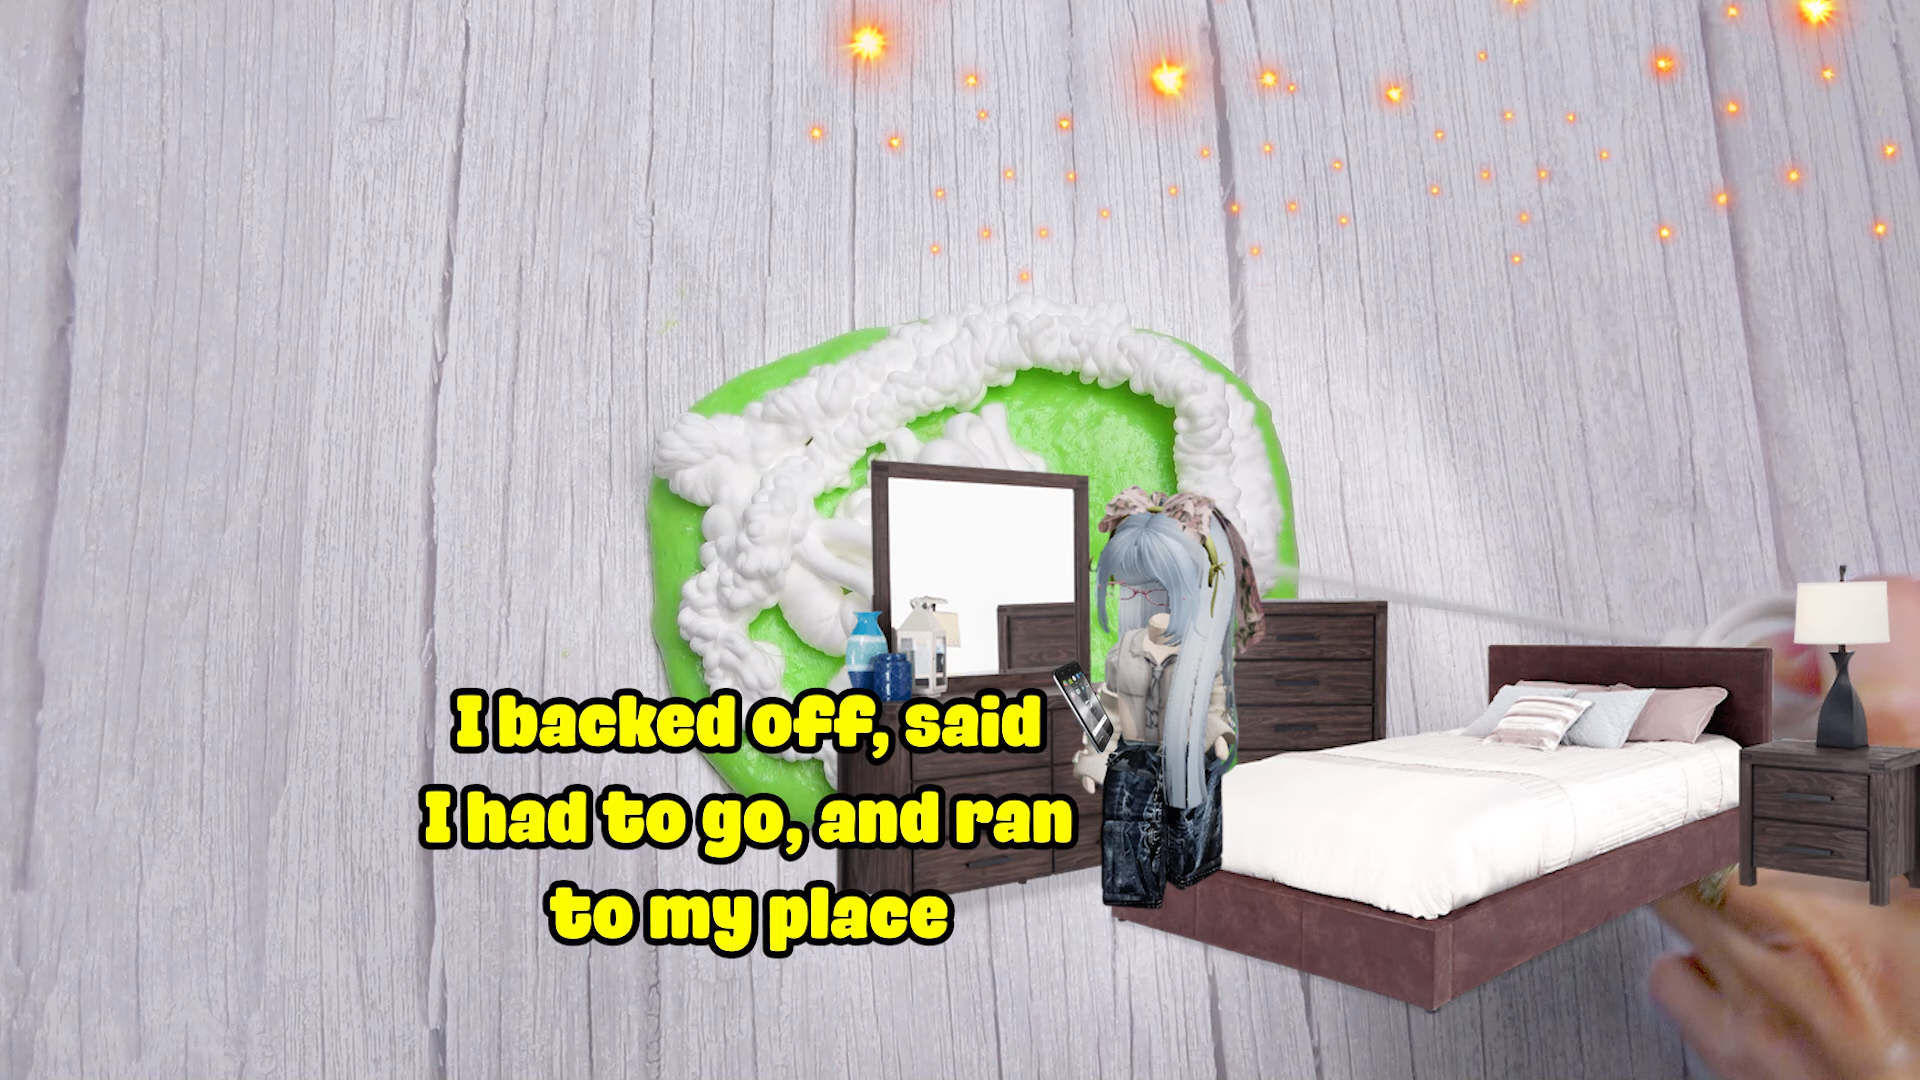 I backed off, said
I had to go, and ran
to my place